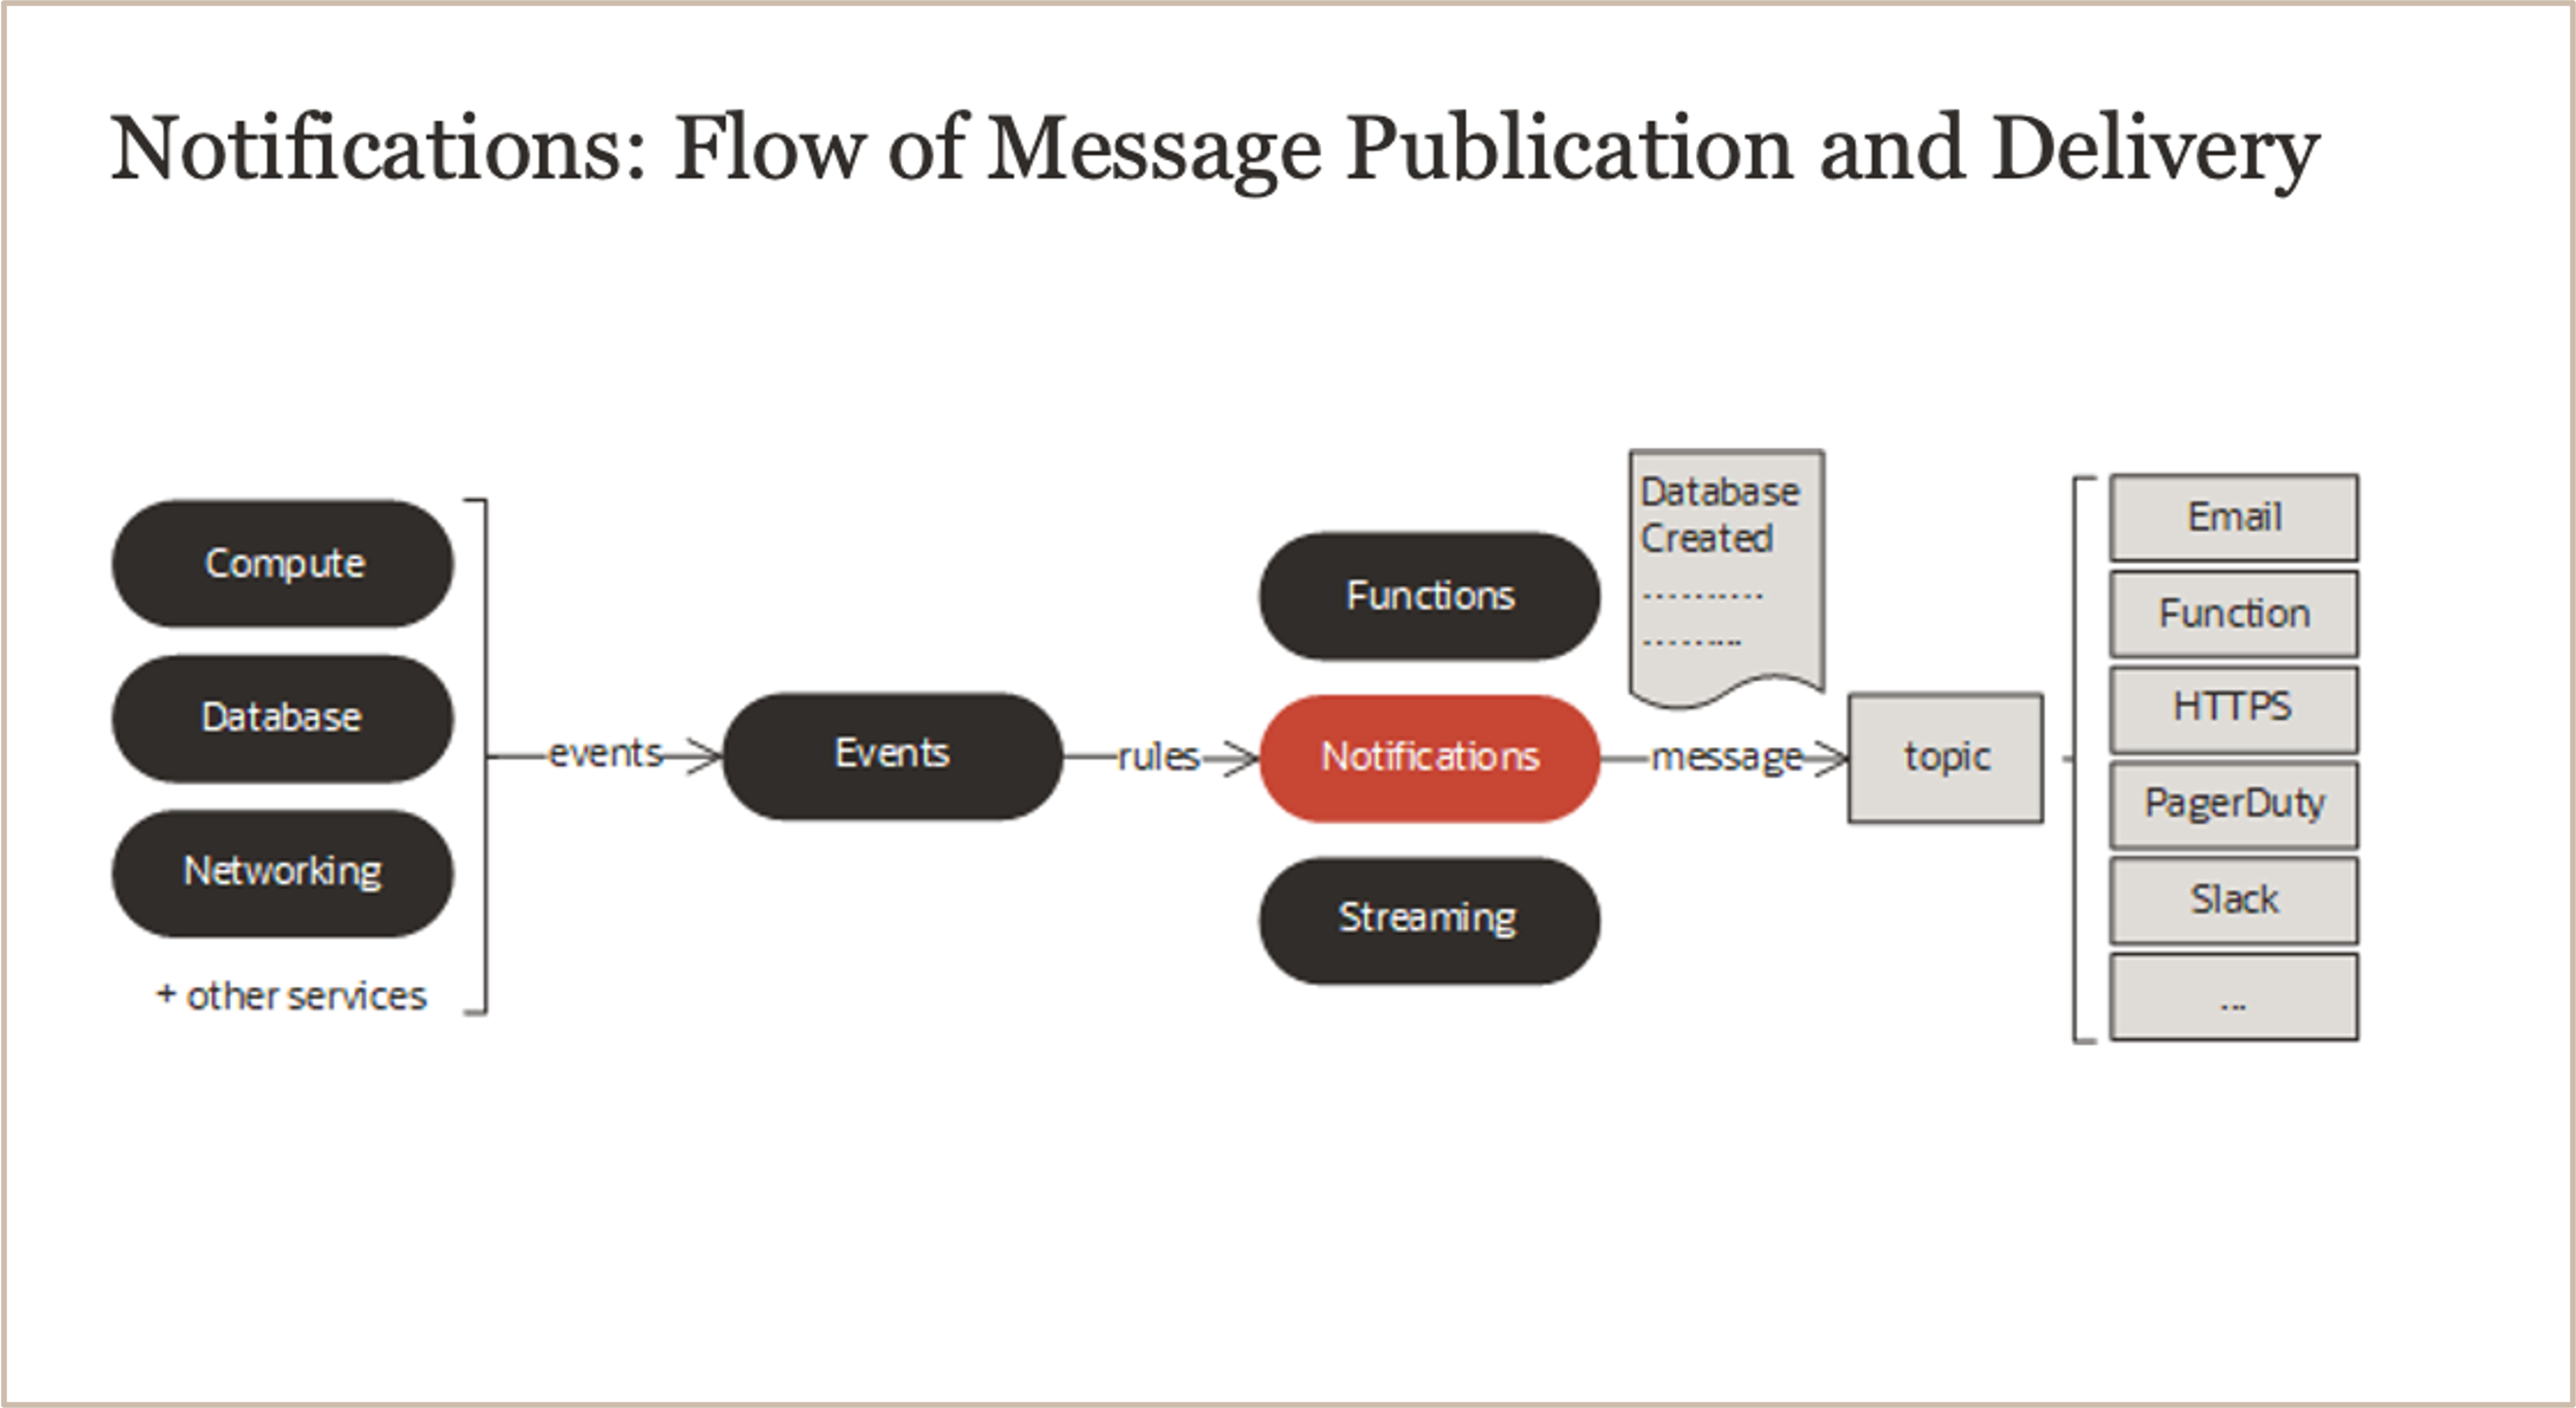 Notifications: Flow of Message Publication and Delivery
Compute
Database
Networking
+ other services
events
Events
rules
Functions
Notifications
Streaming
Database
Created
----------
---------
message
topic
Email
Function
HTTPS
PagerDuty
Slack
...